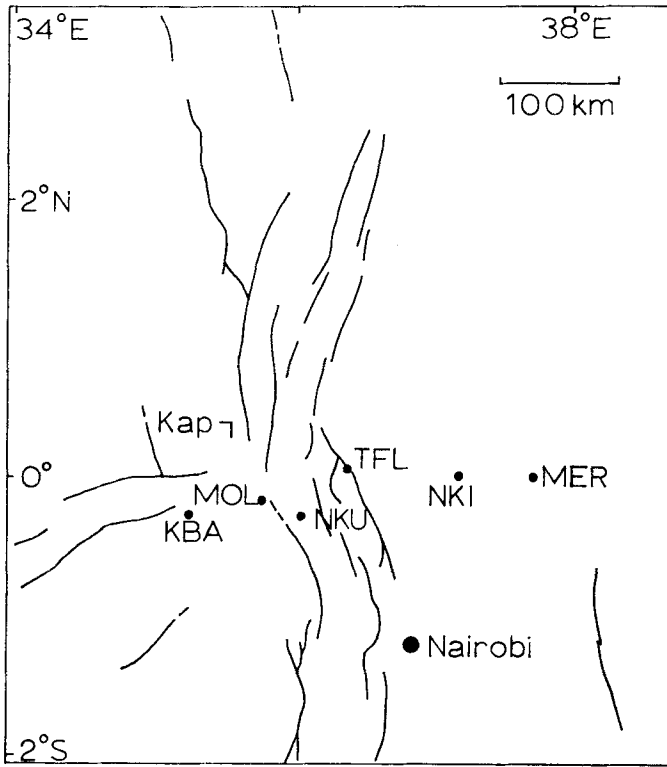 34°E
38°E
100 km
2°N
Kap
0°
TFL
MOL
NKI
MER
KBA
NKU
Nairobi
2°S